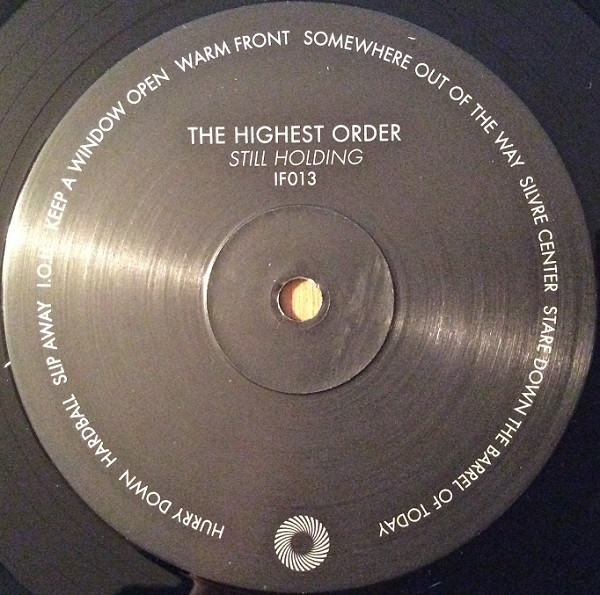 THE HIGHEST ORDER
STILL HOLDING
IF013
HURRY DOWN HARDBALL SLIP AWAY I.O.U. KEEP A WINDOW OPEN WARM FRONT SOMEWHERE OUT OF THE WAY SILVRE CENTER STARE DOWN THE BARREL OF TODAY